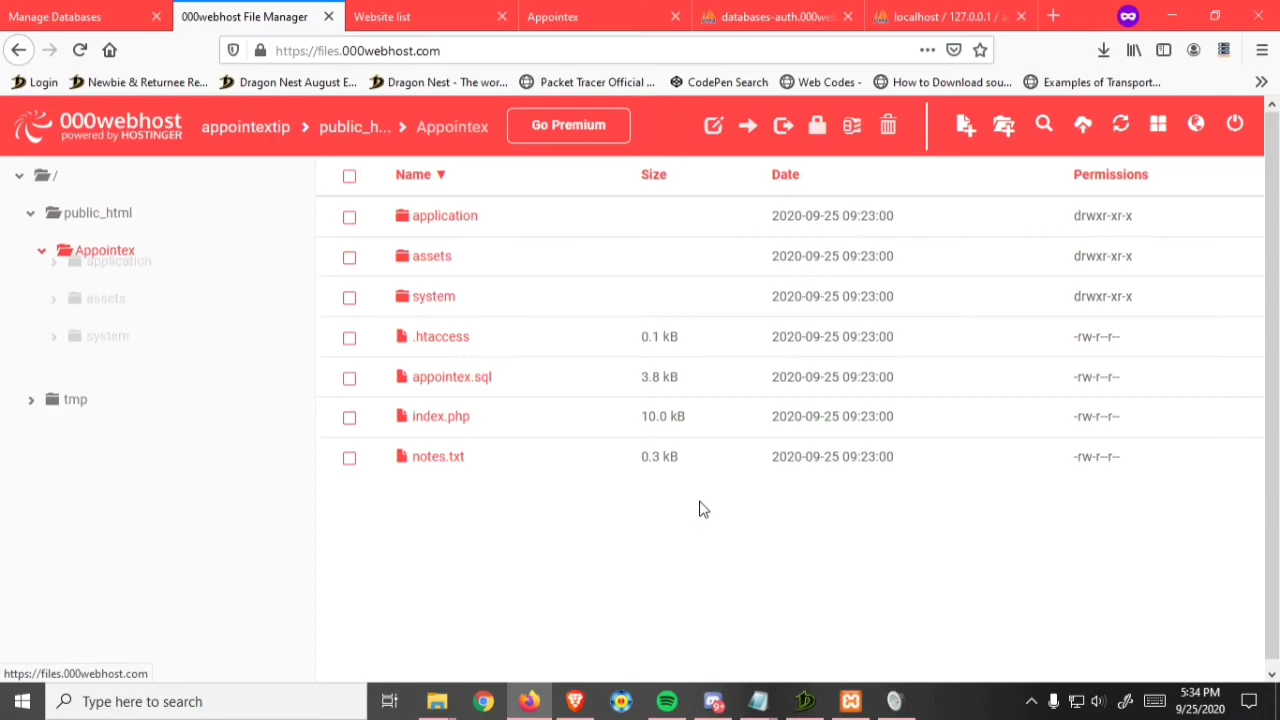 Manage Databases
000webhost File Manager
Website list
Appointex
databases-auth.000we
localhost / 127.0.0.1 /
https://files.000webhost.com
Login
Newbie & Returnee Re...
Dragon Nest August E...
Dragon Nest - The wor...
Packet Tracer Official ...
CodePen Search
Web Codes -
How to Download sou...
Examples of Transport...
000webhost
powered by HOSTINGER
appointextip
public_h...
Appointex
Go Premium
/
public_html
Appointex
application
assets
system
tmp
Name ▼ Size Date Permissions
application 2020-09-25 09:23:00 drwxr-xr-x
assets 2020-09-25 09:23:00 drwxr-xr-x
system 2020-09-25 09:23:00 drwxr-xr-x
.htaccess 0.1 kB 2020-09-25 09:23:00 -rw-r--r--
appointex.sql 3.8 kB 2020-09-25 09:23:00 -rw-r--r--
index.php 10.0 kB 2020-09-25 09:23:00 -rw-r--r--
notes.txt 0.3 kB 2020-09-25 09:23:00 -rw-r--r--
https://files.000webhost.com
Type here to search
5:34 PM
9/25/2020